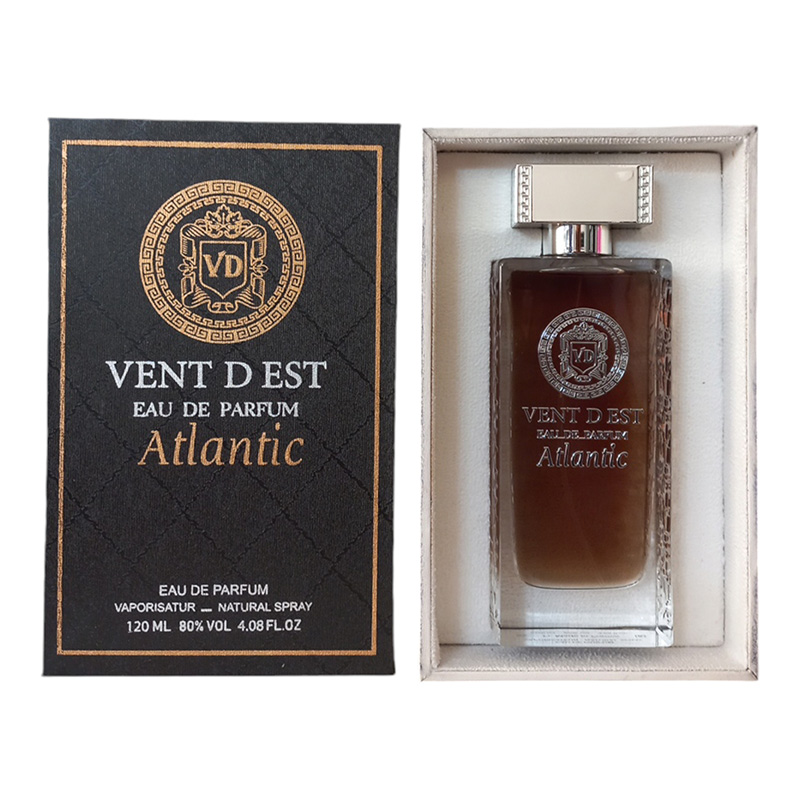 VD
VENT D EST
EAU DE PARFUM
Atlantic
EAU DE PARFUM
VAPORISATUR _ NATURAL SPRAY
120 ML 80% VOL 4.08 FL.OZ
VD
VENT D EST
EAU DE PARFUM
Atlantic